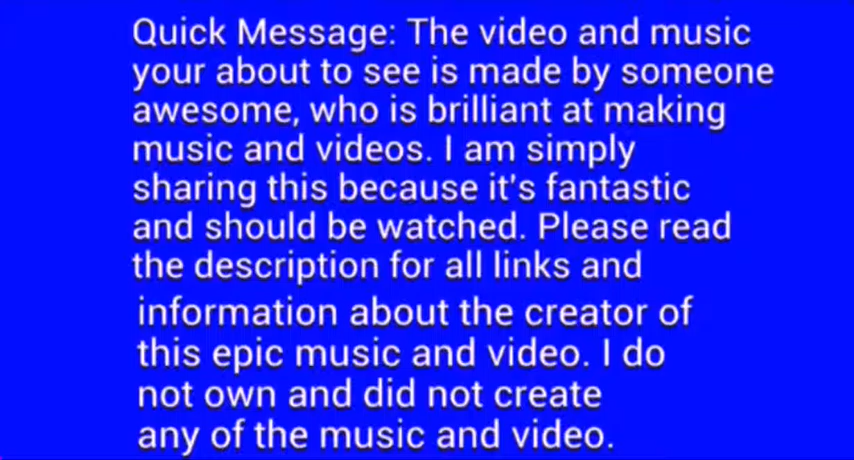 Quick Message: The video and music
your about to see is made by someone
awesome, who is brilliant at making
music and videos. I am simply
sharing this because it's fantastic
and should be watched. Please read
the description for all links and
information about the creator of
this epic music and video. I do
not own and did not create
any of the music and video.